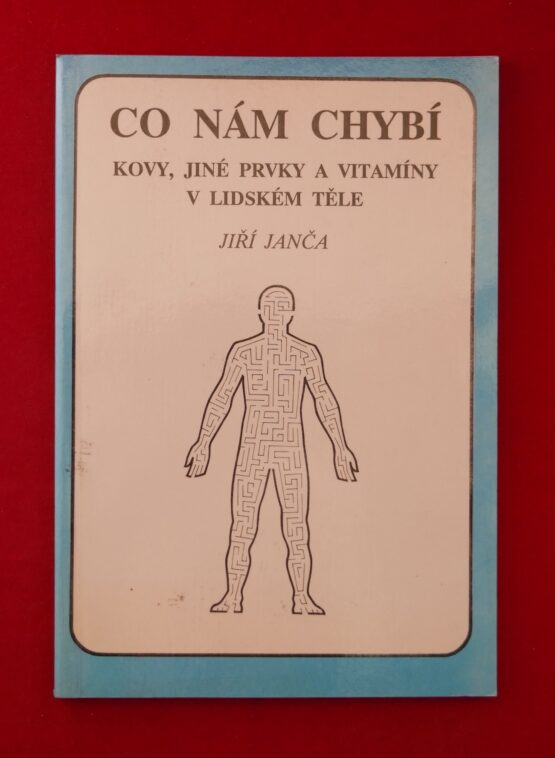 CO NÁM CHYBÍ
KOVY, JINÉ PRVKY A VITAMÍNY
V LIDSKÉM TĚLE
JIŘÍ JANČA